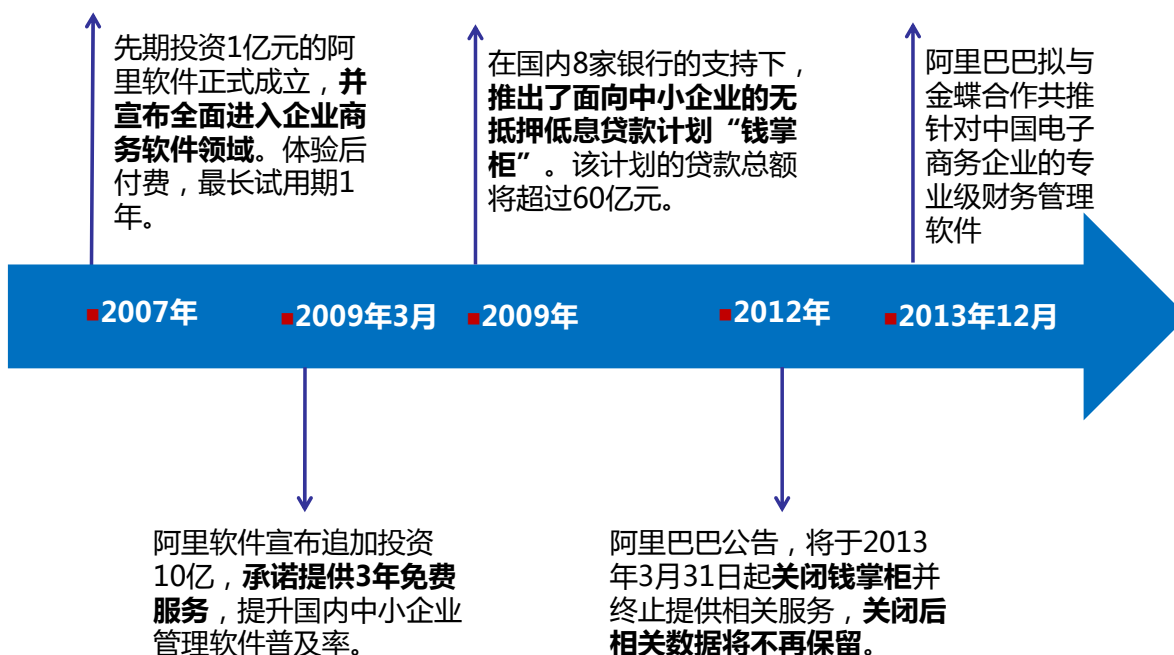 先期投资1亿元的阿
里软件正式成立，并
宣布全面进入企业商
务软件领域。体验后
付费，最长试用期1
年。
在国内8家银行的支持下，
推出了面向中小企业的无
抵押低息贷款计划“钱掌
柜”。该计划的贷款总额
将超过60亿元。
阿里巴巴拟与
金蝶合作共推
针对中国电子
商务企业的专
业级财务管理
软件
2007年
2009年3月
2009年
2012年
2013年12月
阿里软件宣布追加投资
10亿，承诺提供3年免费
服务，提升国内中小企业
管理软件普及率。
阿里巴巴公告，将于2013
年3月31日起关闭钱掌柜并
终止提供相关服务，关闭后
相关数据将不再保留。